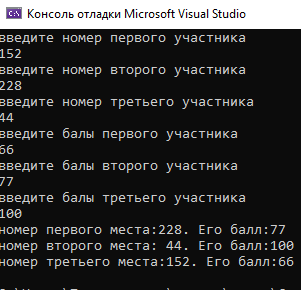 Консоль отладки Microsoft Visual Studio
введите номер первого участника
152
введите номер второго участника
228
введите номер третьего участника
44
введите балы первого участника
66
введите балы второго участника
77
введите балы третьего участника
100
номер первого места:228. Его балл:77
номер второго места: 44. Его балл:100
номер третьего места:152. Его балл:66